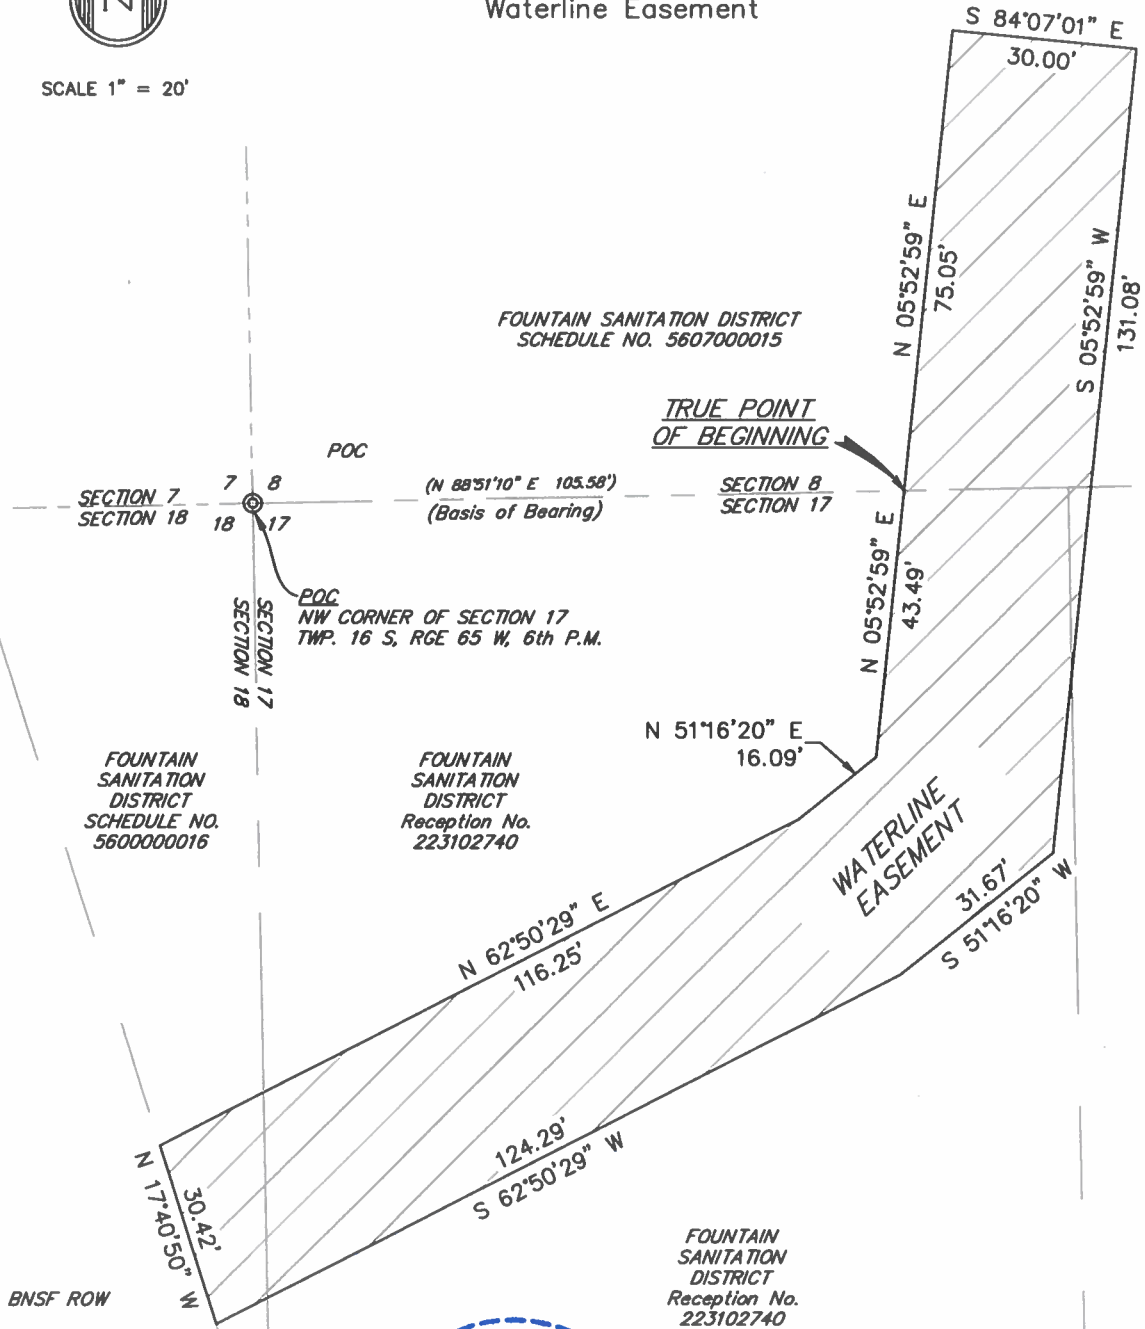 Waterline Easement
N
SCALE 1" = 20'
S 84°07'01" E
30.00'
N 05°52'59" E
75.05'
S 05°52'59" W
131.08'
FOUNTAIN SANITATION DISTRICT
SCHEDULE NO. 5607000015
TRUE POINT
OF BEGINNING
POC
7 8
18 17
SECTION 7
SECTION 18
(N 88°51'10" E 105.58')
(Basis of Bearing)
SECTION 8
SECTION 17
POC
NW CORNER OF SECTION 17
TWP. 16 S, RGE 65 W, 6th P.M.
SECTION 17
SECTION 18
N 05°52'59" E
43.49'
N 51°16'20" E
16.09'
FOUNTAIN
SANITATION
DISTRICT
SCHEDULE NO.
5600000016
FOUNTAIN
SANITATION
DISTRICT
Reception No.
223102740
WATERLINE
EASEMENT
31.67'
S 51°16'20" W
N 62°50'29" E
116.25'
124.29'
S 62°50'29" W
N 17°40'50" W
30.42'
BNSF ROW
FOUNTAIN
SANITATION
DISTRICT
Reception No.
223102740